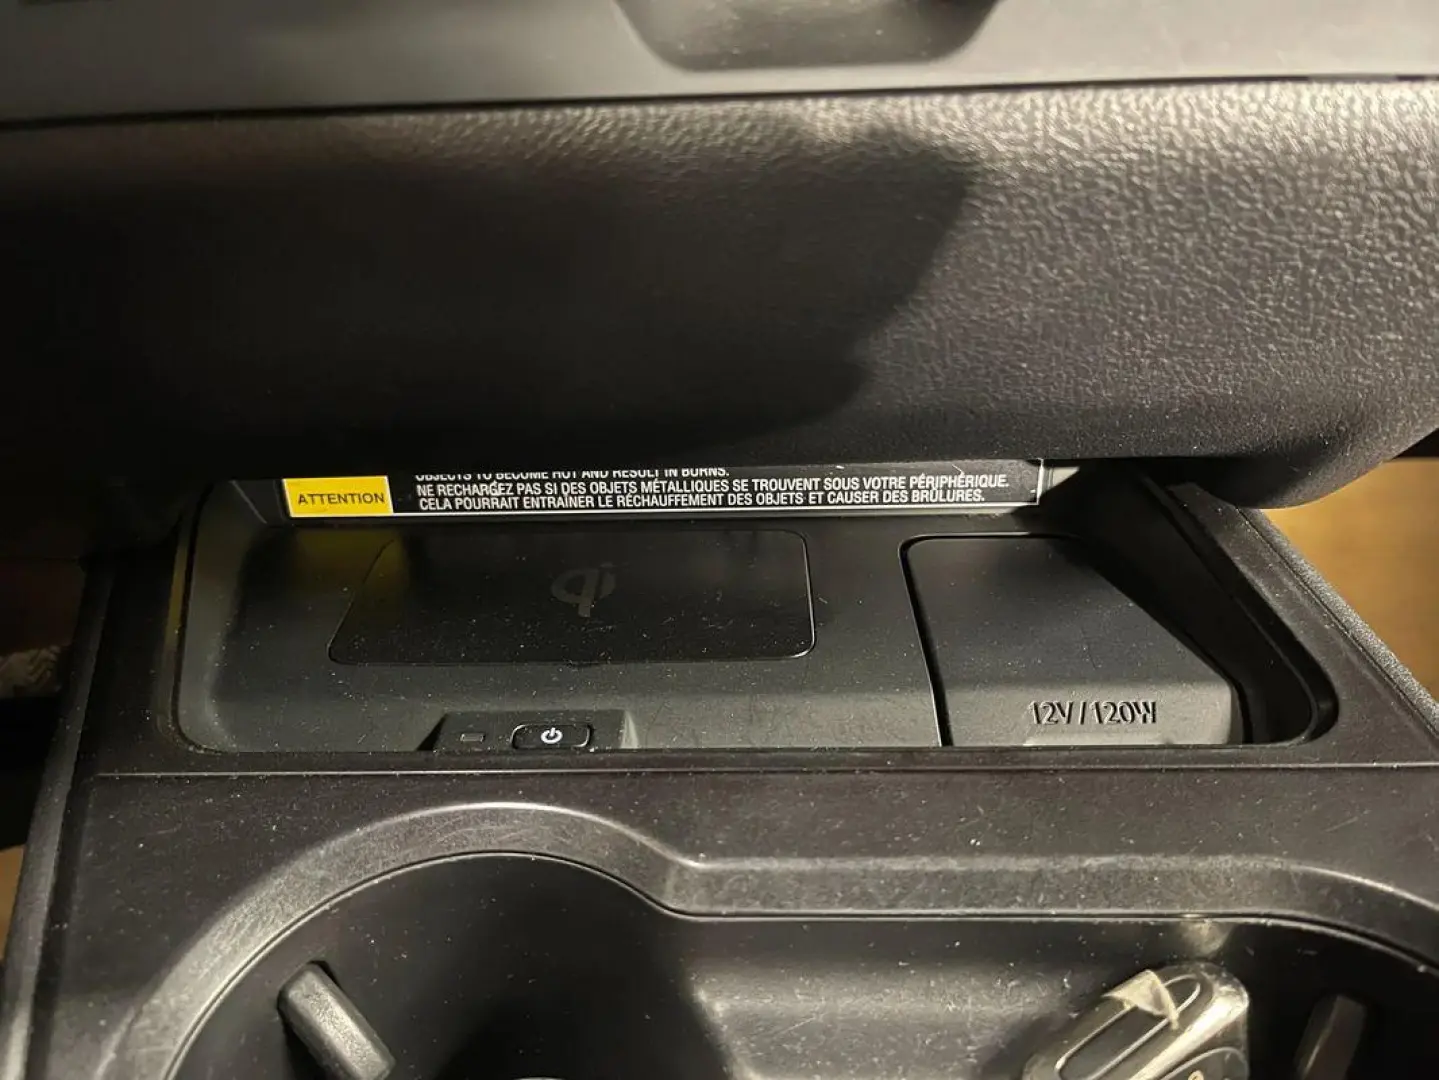 OBJECTS TO BECOME HOT AND RESULT IN BURNS.
ATTENTION
NE RECHARGEZ PAS SI DES OBJETS MÉTALLIQUES SE TROUVENT SOUS VOTRE PÉRIPHÉRIQUE.
CELA POURRAIT ENTRAÎNER LE RÉCHAUFFEMENT DES OBJETS ET CAUSER DES BRÛLURES.
qi
12V / 120W